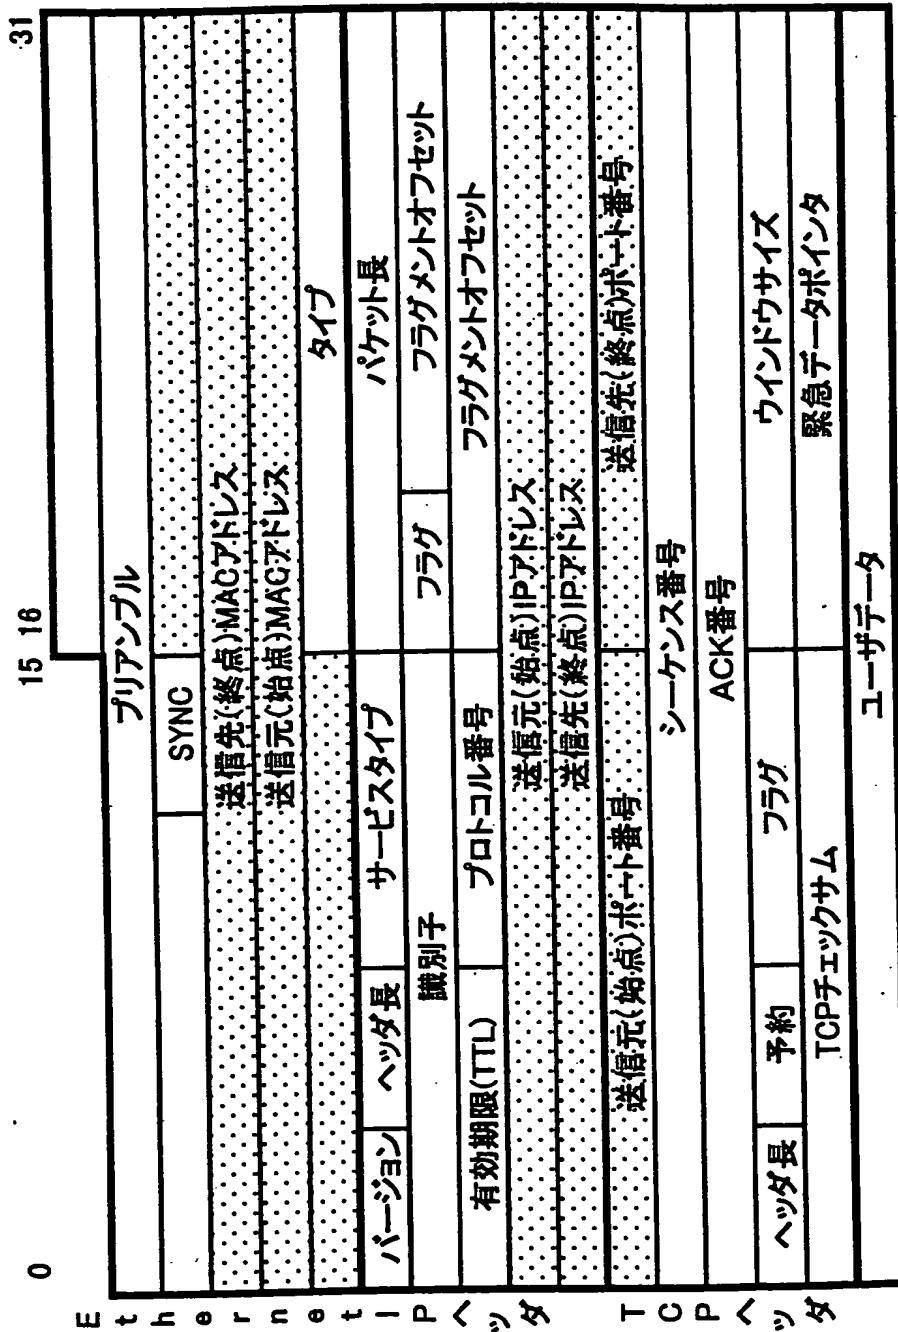 0 15 16 31
Ethernet
プリアンブル
SYNC
送信先(終点)MACアドレス
送信元(始点)MACアドレス
タイプ
IPヘッダ
バージョン ヘッダ長 サービスタイプ パケット長
識別子 フラグ フラグメントオフセット
有効期限(TTL) プロトコル番号 フラグメントオフセット
送信元(始点)IPアドレス
送信先(終点)IPアドレス
TCPヘッダ
送信元(始点)ポート番号 送信先(終点)ポート番号
シーケンス番号
ACK番号
ヘッダ長 予約 フラグ ウインドウサイズ
TCPチェックサム 緊急データポインタ
ユーザデータ